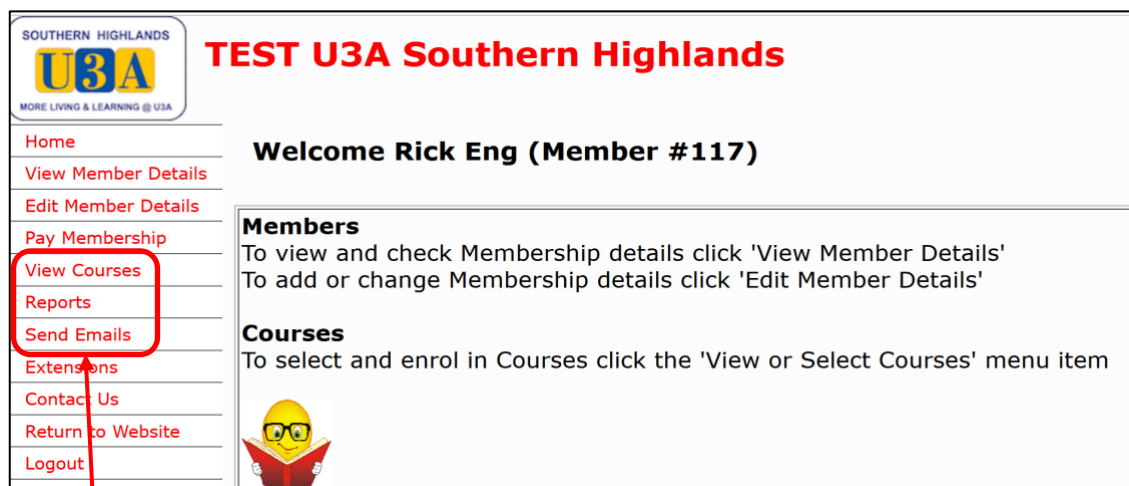 SOUTHERN HIGHLANDS
U3A
MORE LIVING & LEARNING @ U3A
TEST U3A Southern Highlands
Home
View Member Details
Edit Member Details
Pay Membership
View Courses
Reports
Send Emails
Extensions
Contact Us
Return to Website
Logout
Welcome Rick Eng (Member #117)
Members
To view and check Membership details click 'View Member Details'
To add or change Membership details click 'Edit Member Details'
Courses
To select and enrol in Courses click the 'View or Select Courses' menu item